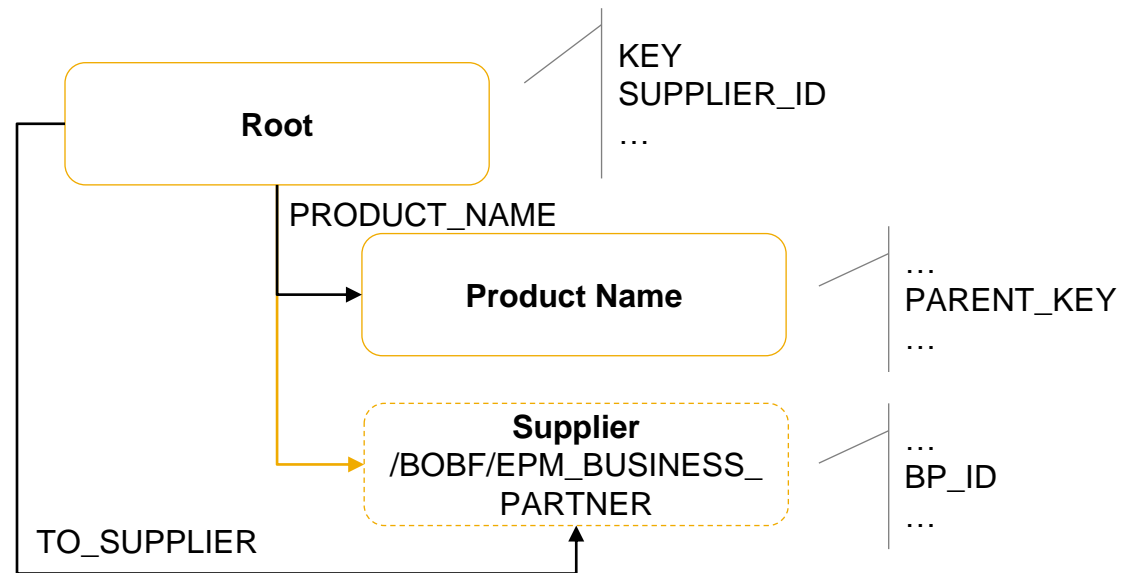 Root
KEY
SUPPLIER_ID
…
PRODUCT_NAME
Product Name
…
PARENT_KEY
…
Supplier
/BOBF/EPM_BUSINESS_
PARTNER
…
BP_ID
…
TO_SUPPLIER